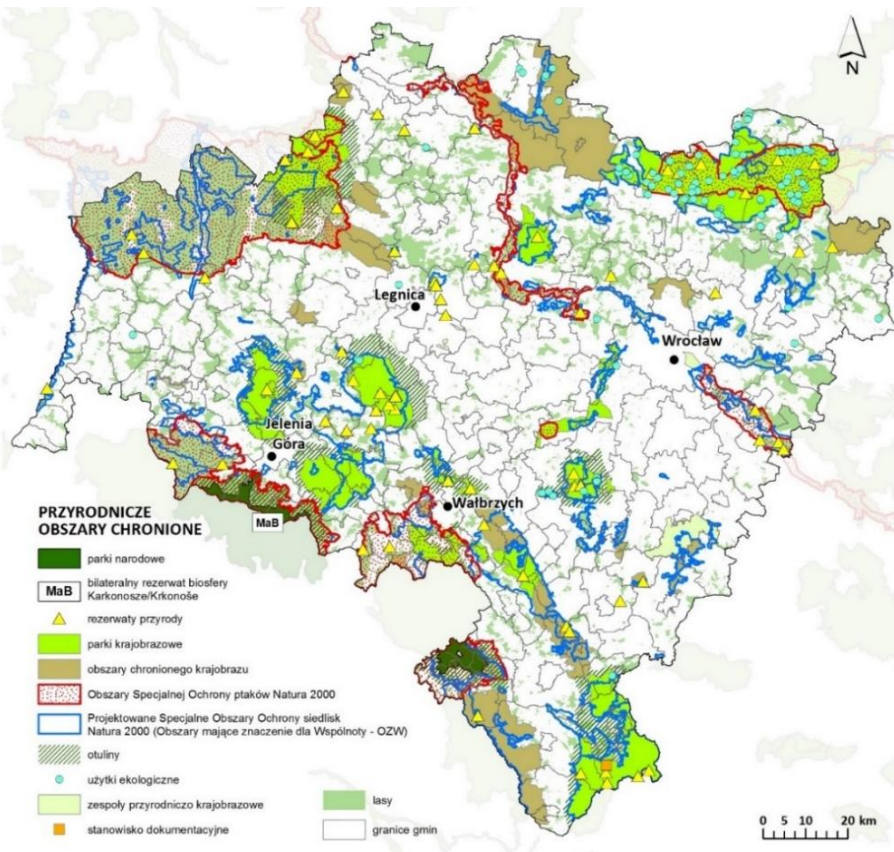 N
Legnica
Wrocław
Jelenia
Góra
Wałbrzych
MaB
PRZYRODNICZE
OBSZARY CHRONIONE
parki narodowe
MaB
bilateralny rezerwat biosfery
Karkonosze/Krkonoše
rezerwaty przyrody
parki krajobrazowe
obszary chronionego krajobrazu
Obszary Specjalnej Ochrony ptaków Natura 2000
Projektowane Specjalne Obszary Ochrony siedlisk
Natura 2000 (Obszary mające znaczenie dla Wspólnoty - OZW)
otuliny
użytki ekologiczne
zespoły przyrodniczo krajobrazowe
stanowisko dokumentacyjne
lasy
granice gmin
0 5 10 20 km